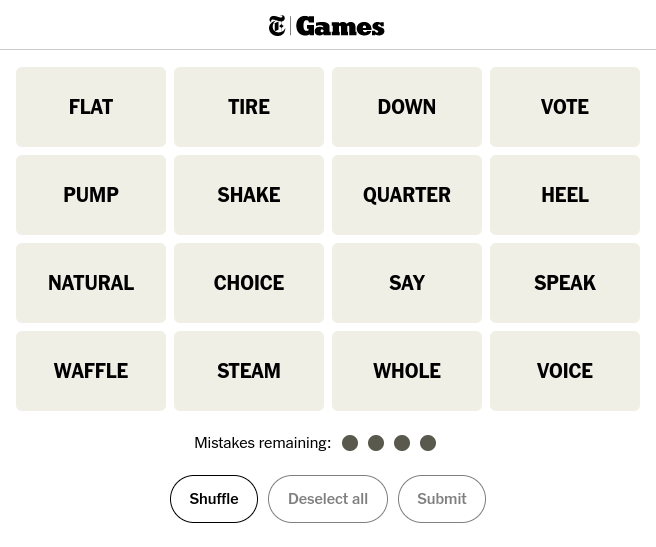 T Games
FLAT TIRE DOWN VOTE
PUMP SHAKE QUARTER HEEL
NATURAL CHOICE SAY SPEAK
WAFFLE STEAM WHOLE VOICE
Mistakes remaining:
Shuffle Deselect all Submit